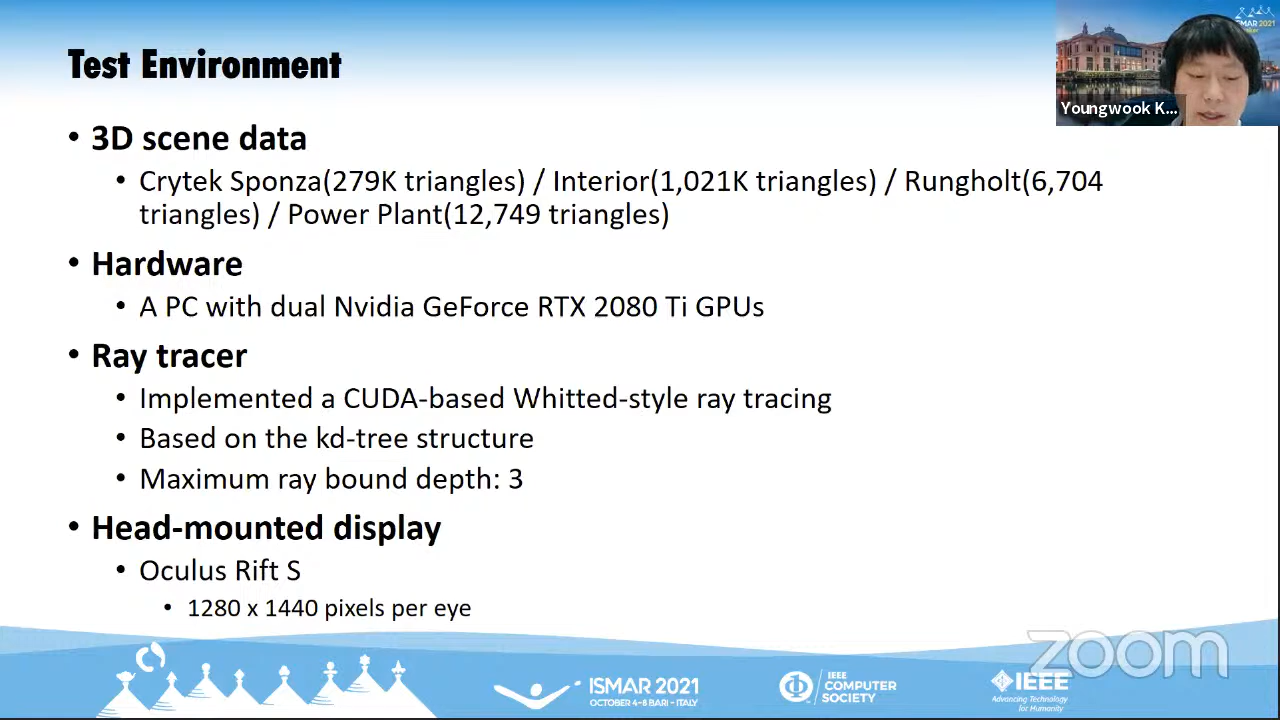 Test Environment
• 3D scene data
• Crytek Sponza(279K triangles) / Interior(1,021K triangles) / Rungholt(6,704
triangles) / Power Plant(12,749 triangles)
• Hardware
• A PC with dual Nvidia GeForce RTX 2080 Ti GPUs
• Ray tracer
• Implemented a CUDA-based Whitted-style ray tracing
• Based on the kd-tree structure
• Maximum ray bound depth: 3
• Head-mounted display
• Oculus Rift S
• 1280 x 1440 pixels per eye
Youngwook K...
ISMAR 2021
OCTOBER 4-8 BARI - ITALY
IEEE
COMPUTER
SOCIETY
IEEE
Advancing Technology
for Humanity
zoom